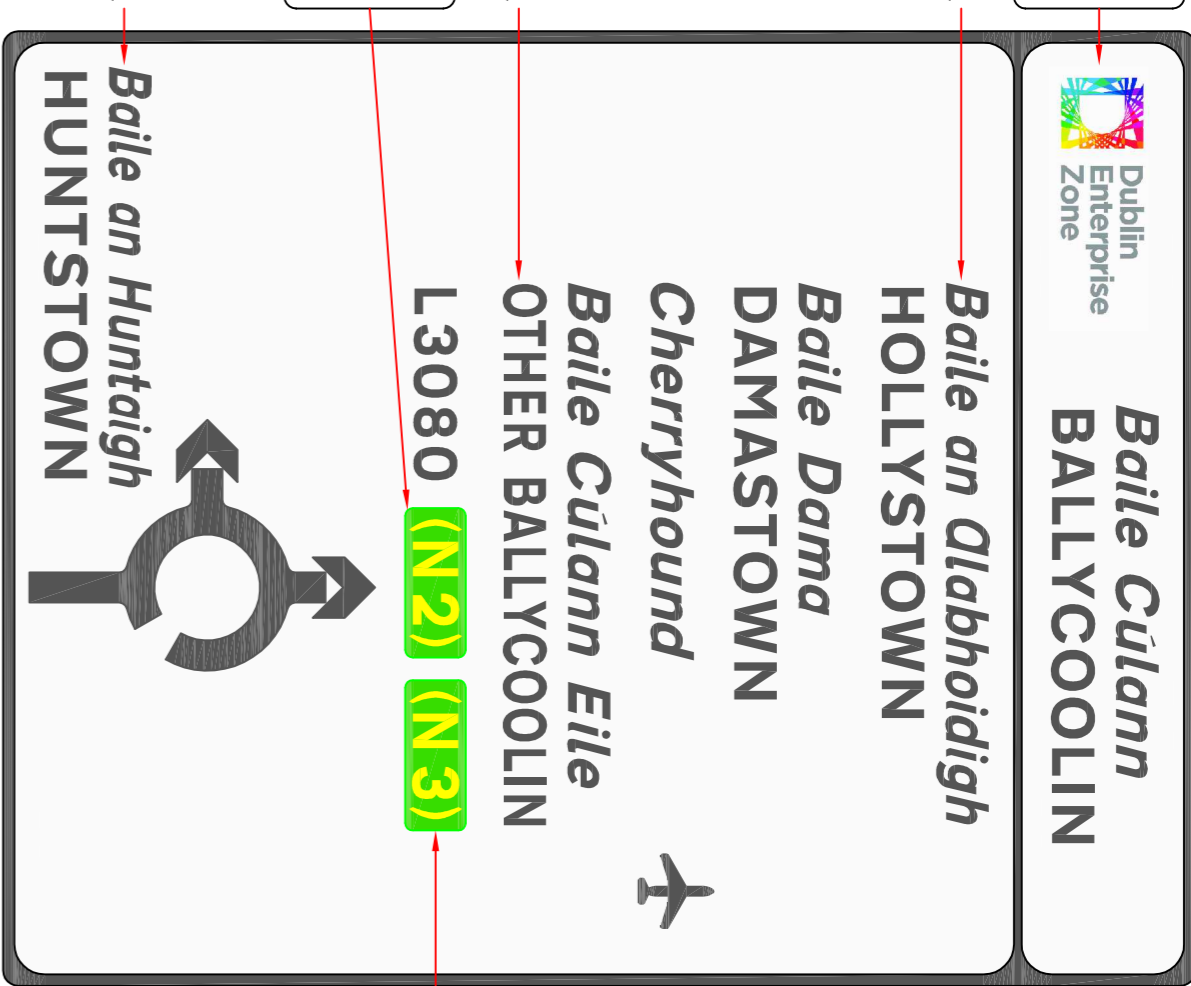 Dublin
Enterprise
Zone
Baile Cúlann
BALLYCOOLIN
Baile an Alabhoidigh
HOLLYSTOWN
Baile Dama
DAMASTOWN
Cherryhound
Baile Cúlann Eile
OTHER BALLYCOOLIN
L3080 (N 2) (N 3)
Baile an Huntaigh
HUNTSTOWN